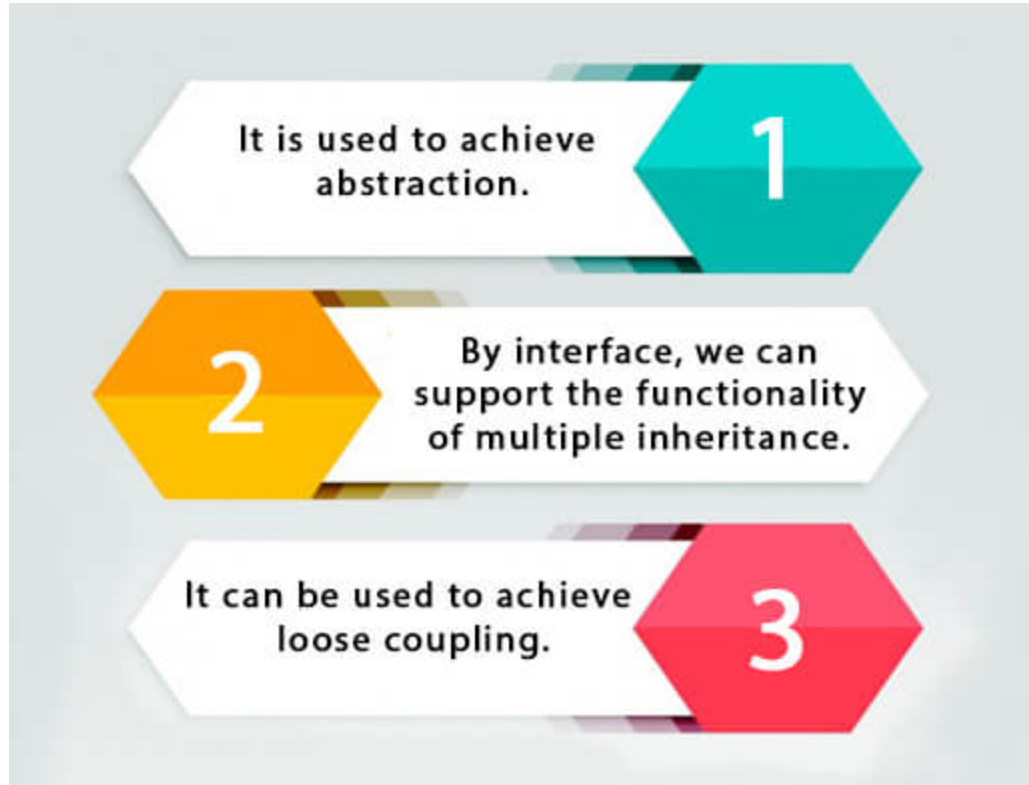 It is used to achieve
abstraction.
1
2
By interface, we can
support the functionality
of multiple inheritance.
It can be used to achieve
loose coupling.
3